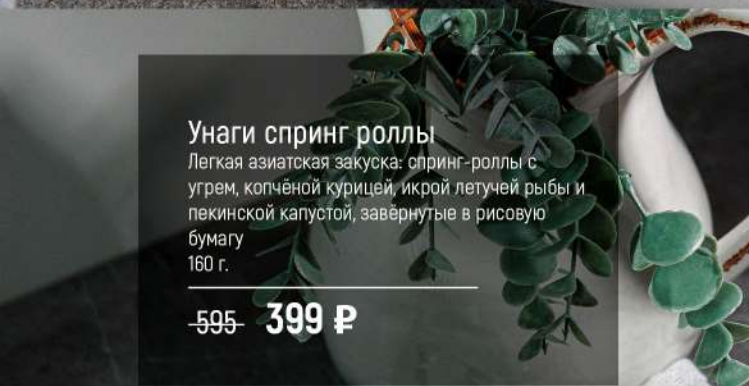 Унаги спринг роллы
Легкая азиатская закуска: спринг-роллы с
угрем, копчёной курицей, икрой летучей рыбы и
пекинской капустой, завёрнутые в рисовую
бумагу
160 г.
595 399 ₽